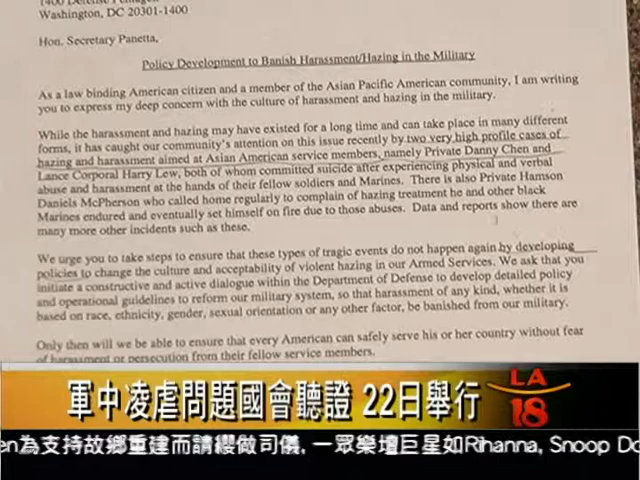 1400 Defense Pentagon
Washington, DC 20301-1400
Hon. Secretary Panetta,
Policy Development to Banish Harassment/Hazing in the Military
As a law binding American citizen and a member of the Asian Pacific American community, I am writing
you to express my deep concern with the culture of harassment and hazing in the military.
While the harassment and hazing may have existed for a long time and can take place in many different
forms, it has caught our community's attention on this issue recently by two very high profile cases of
hazing and harassment aimed at Asian American service members, namely Private Danny Chen and
Lance Corporal Harry Lew, both of whom committed suicide after experiencing physical and verbal
abuse and harassment at the hands of their fellow soldiers and Marines. There is also Private Hamson
Daniels McPherson who called home regularly to complain of hazing treatment he and other black
Marines endured and eventually set himself on fire due to those abuses. Data and reports show there are
many more other incidents such as these.
We urge you to take steps to ensure that these types of tragic events do not happen again by developing
policies to change the culture and acceptability of violent hazing in our Armed Services. We ask that you
initiate a constructive and active dialogue within the Department of Defense to develop detailed policy
and operational guidelines to reform our military system, so that harassment of any kind, whether it is
based on race, ethnicity, gender, sexual orientation or any other factor, be banished from our military.
Only then will we be able to ensure that every American can safely serve his or her country without fear
of harassment or persecution from their fellow service members.
軍中凌虐問題國會聽證 22日舉行
LA
18
en為支持故鄉重建而請纓做司儀, 一眾樂壇巨星如Rihanna, Snoop Do